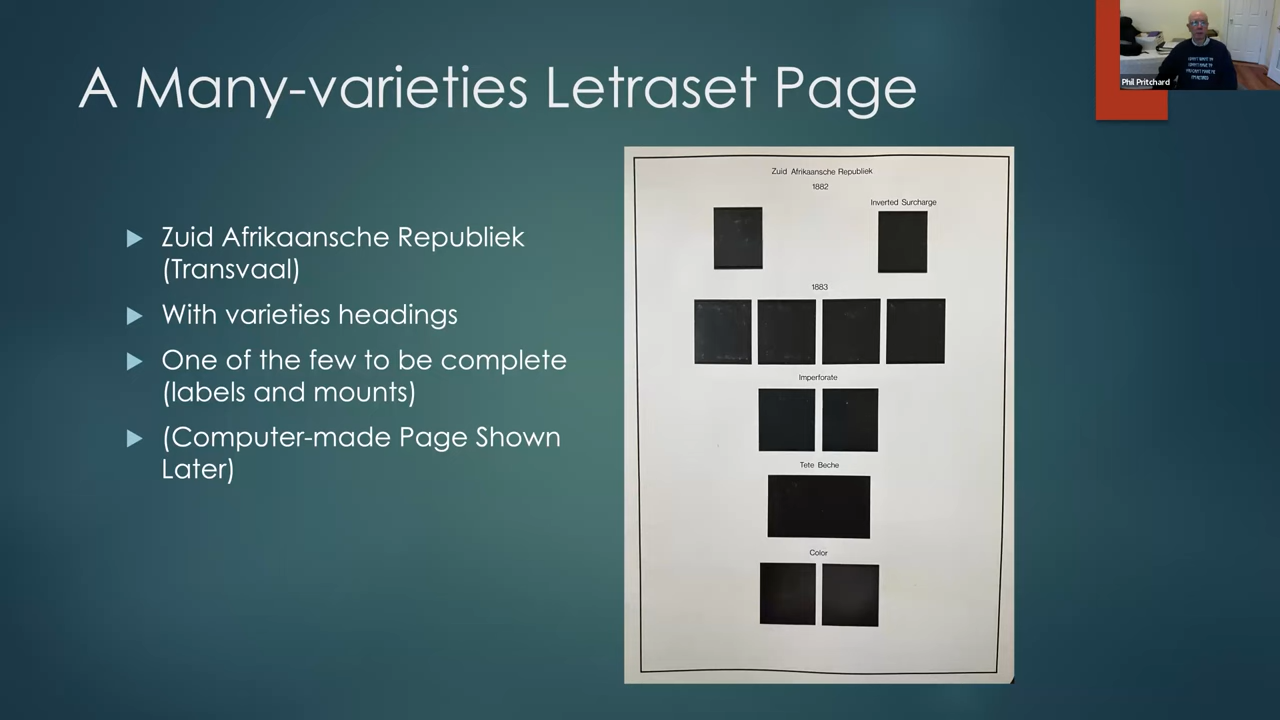 A Many-varieties Letraset Page
Zuid Afrikaansche Republiek
(Transvaal)
With varieties headings
One of the few to be complete
(labels and mounts)
(Computer-made Page Shown
Later)
Zuid Afrikaansche Republiek
1882
Inverted Surcharge
1883
Imperforate
Tete Beche
Color
Phil Pritchard